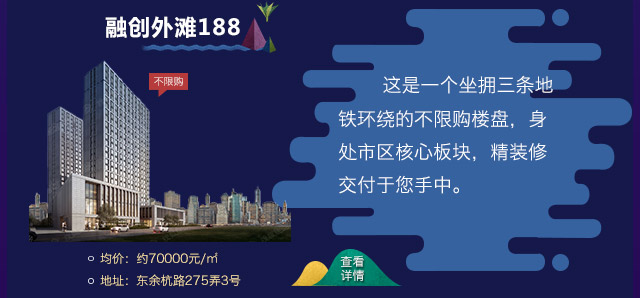 融创外滩188
不限购
这是一个坐拥三条地
铁环绕的不限购楼盘，身
处市区核心板块，精装修
交付于您手中。
均价：约70000元/㎡
地址：东余杭路275弄3号
查看
详情